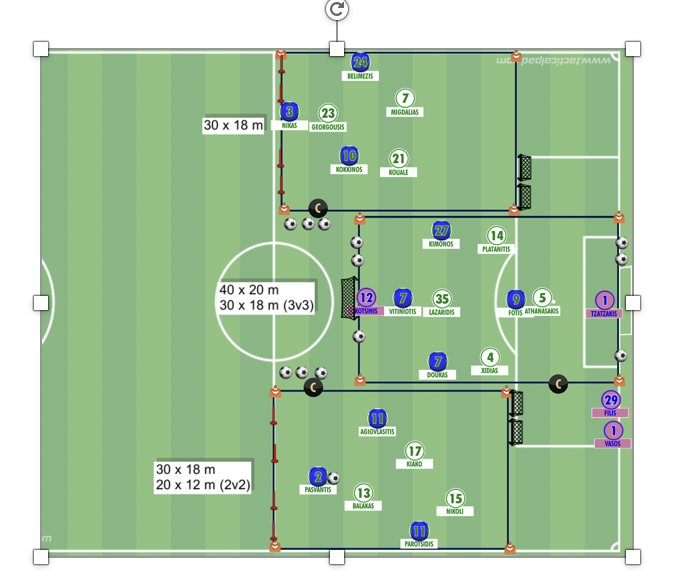 www.tacticalpad.com
24
BELIMEZIS
7
MIGDALIAS
3
NIKAS
23
GEORGOUSIS
30 x 18 m
10
KOKKINOS
21
KOUALE
C
27
KIMONOS
14
PLATANITIS
40 x 20 m
30 x 18 m (3v3)
12
KOTSINIS
7
VITINIOTIS
35
LAZARIDIS
9
FOTIS
5
ATHANASAKIS
1
TZATZAKIS
7
DOUKAS
4
XIDIAS
C
C
29
FILIS
1
VASOS
11
AGIOVLASITIS
17
KIAKO
30 x 18 m
20 x 12 m (2v2)
2
PASVANTIS
13
BALAKAS
15
NIKOLI
11
PAROTSIDIS
m